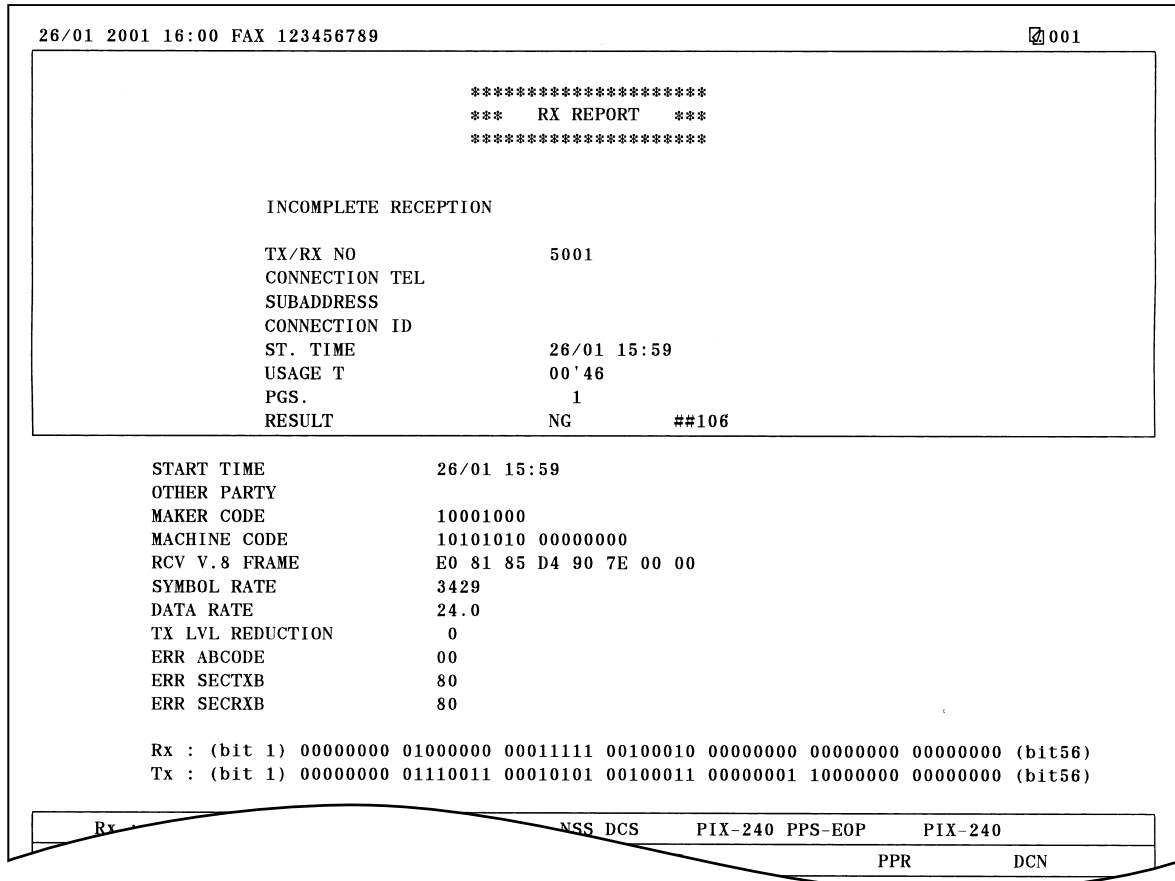 26/01 2001 16:00 FAX 123456789 001
*********************
*** RX REPORT ***
*********************
INCOMPLETE RECEPTION
TX/RX NO 5001
CONNECTION TEL
SUBADDRESS
CONNECTION ID
ST. TIME 26/01 15:59
USAGE T 00'46
PGS. 1
RESULT NG ##106
START TIME 26/01 15:59
OTHER PARTY
MAKER CODE 10001000
MACHINE CODE 10101010 00000000
RCV V.8 FRAME E0 81 85 D4 90 7E 00 00
SYMBOL RATE 3429
DATA RATE 24.0
TX LVL REDUCTION 0
ERR ABCODE 00
ERR SECTXB 80
ERR SECRXB 80
Rx : (bit 1) 00000000 01000000 00011111 00100010 00000000 00000000 00000000 (bit56)
Tx : (bit 1) 00000000 01110011 00010101 00100011 00000001 10000000 00000000 (bit56)
Rx : NSS DCS PIX-240 PPS-EOP PIX-240
PPR DCN